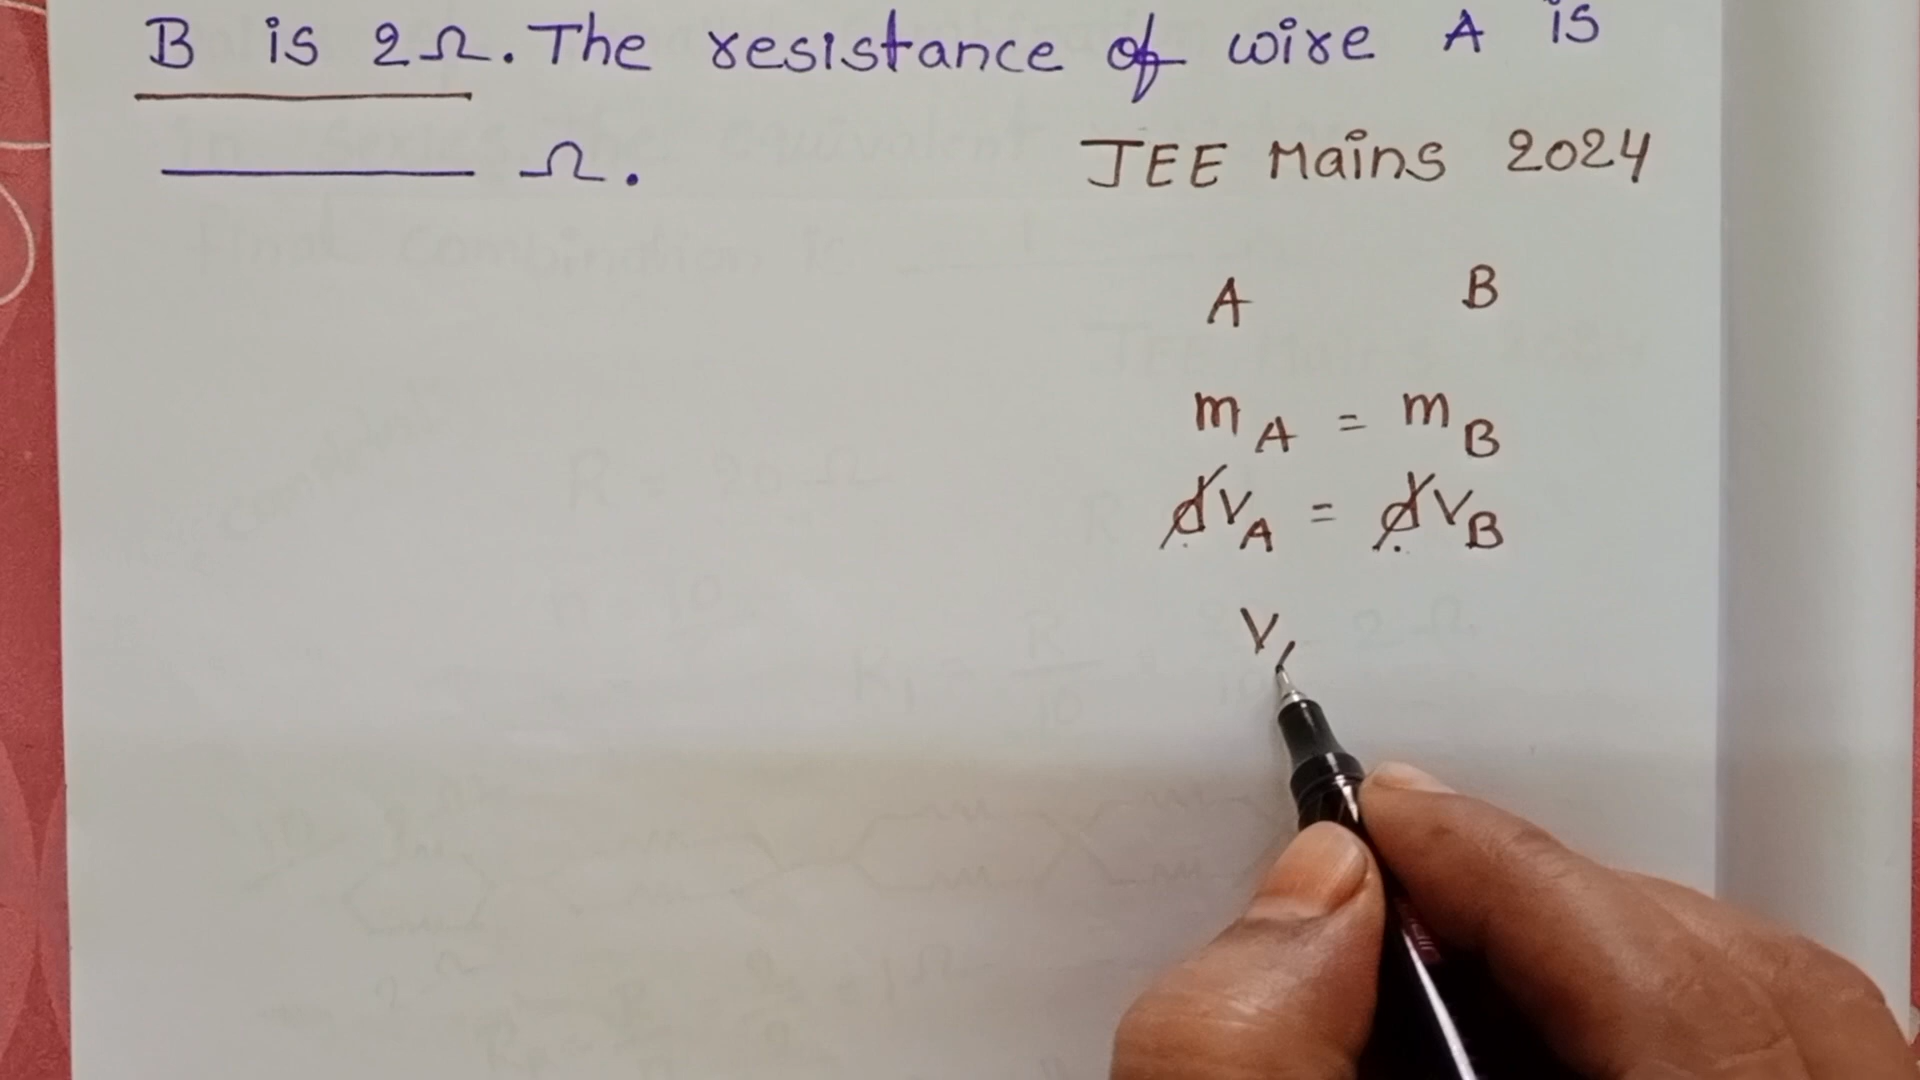 B is 2Ω. The resistance of wire A is
______ Ω. JEE Mains 2024
A B
m_A = m_B
dV_A = dV_B
V